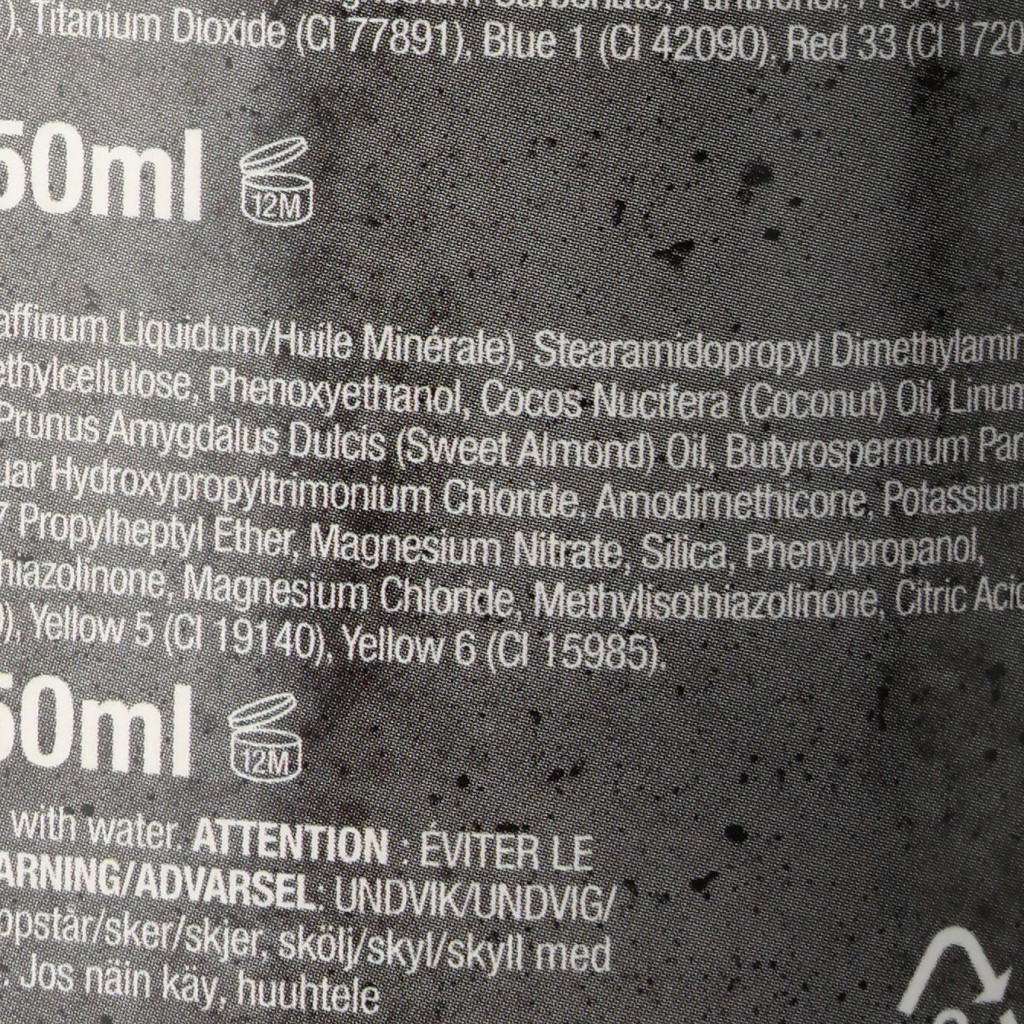 ), Titanium Dioxide (CI 77891), Blue 1 (CI 42090), Red 33 (CI 1720
50ml 12M
affinum Liquidum/Huile Minérale), Stearamidopropyl Dimethylamin
ethylcellulose, Phenoxyethanol, Cocos Nucifera (Coconut) Oil, Linum
Prunus Amygdalus Dulcis (Sweet Almond) Oil, Butyrospermum Par
uar Hydroxypropyltrimonium Chloride, Amodimethicone, Potassium
7 Propylheptyl Ether, Magnesium Nitrate, Silica, Phenylpropanol,
hiazolinone, Magnesium Chloride, Methylisothiazolinone, Citric Acid
), Yellow 5 (CI 19140), Yellow 6 (CI 15985).
50ml 12M
with water. ATTENTION : ÉVITER LE
ARNING/ADVARSEL: UNDVIK/UNDVIG/
ppstår/sker/skjer, skölj/skyl/skyll med
. Jos näin käy, huuhtele